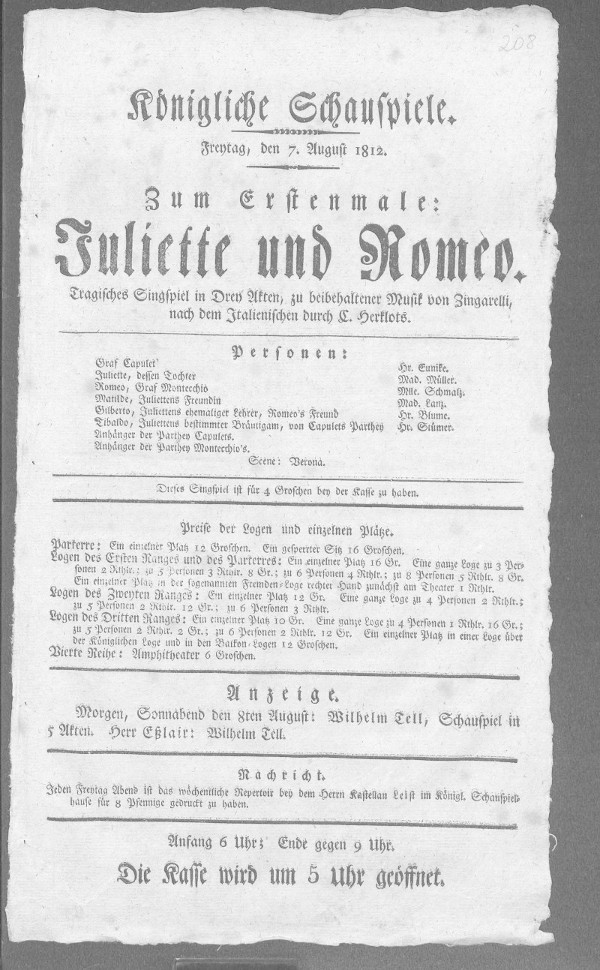 208
Königliche Schauspiele.
Freytag, den 7. August 1812.
Zum Erstenmale:
Juliette und Romeo.
Tragisches Singspiel in Drey Akten, zu beibehaltener Musik von Zingarelli,
nach dem Italienischen durch C. Herklots.
Personen:
Graf Capulet Hr. Eunike.
Juliette, dessen Tochter Mad. Müller.
Romeo, Graf Montecchio Mlle. Schmalz.
Matilde, Juliettens Freundin Mad. Lanz.
Gilberto, Juliettens ehemaliger Lehrer, Romeo's Freund Hr. Blume.
Tibaldo, Juliettens bestimmter Bräutigam, von Capulets Parthey Hr. Stümer.
Anhänger der Parthey Capulets.
Anhänger der Parthey Montecchio's.
Scene: Verona.
Dieses Singspiel ist für 4 Groschen bey der Kasse zu haben.
Preise der Logen und einzelnen Plätze.
Parterre: Ein einzelner Platz 12 Groschen. Ein gesperrter Sitz 16 Groschen.
Logen des Ersten Ranges und des Parterres: Ein einzelner Platz 16 Gr. Eine ganze Loge zu 3 Per-
sonen 2 Rthlr.; zu 5 Personen 3 Rthlr. 8 Gr.; zu 6 Personen 4 Rthlr.; zu 8 Personen 5 Rthlr. 8 Gr.
Ein einzelner Platz in der sogenannten Fremden-Loge rechter Hand zunächst am Theater 1 Rthlr.
Logen des Zweyten Ranges: Ein einzelner Platz 12 Gr. Eine ganze Loge zu 4 Personen 2 Rthlr.;
zu 5 Personen 2 Rthlr. 12 Gr.; zu 6 Personen 3 Rthlr.
Logen des Dritten Ranges: Ein einzelner Platz 10 Gr. Eine ganze Loge zu 4 Personen 1 Rthlr. 16 Gr.;
zu 5 Personen 2 Rthlr. 2 Gr.; zu 6 Personen 2 Rthlr. 12 Gr. Ein einzelner Platz in einer Loge über
der Königlichen Loge und in den Balkon-Logen 12 Groschen.
Vierte Reihe: Amphitheater 6 Groschen.
Anzeige.
Morgen, Sonnabend den 8ten August: Wilhelm Tell, Schauspiel in
5 Akten. Herr Eßlair: Wilhelm Tell.
Nachricht.
Jeden Freytag Abend ist das wöchentliche Repertoir bey dem Herrn Kastellan Leist im Königl. Schauspiel-
hause für 8 Pfennige gedruckt zu haben.
Anfang 6 Uhr; Ende gegen 9 Uhr.
Die Kasse wird um 5 Uhr geöffnet.